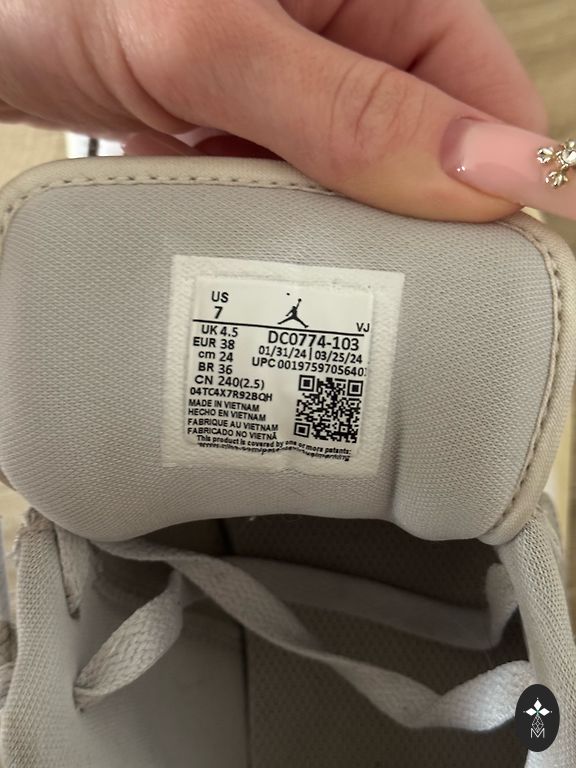 US
7
VJ
UK 4.5
DC0774-103
EUR 38
01/31/24 | 03/25/24
cm 24
UPC 00197597056401
BR 36
CN 240(2.5)
04TC4X7R92BQH
MADE IN VIETNAM
HECHO EN VIETNAM
FABRIQUE AU VIETNAM
FABRICADO NO VIETNÃ
This product is covered by one or more patents:
M